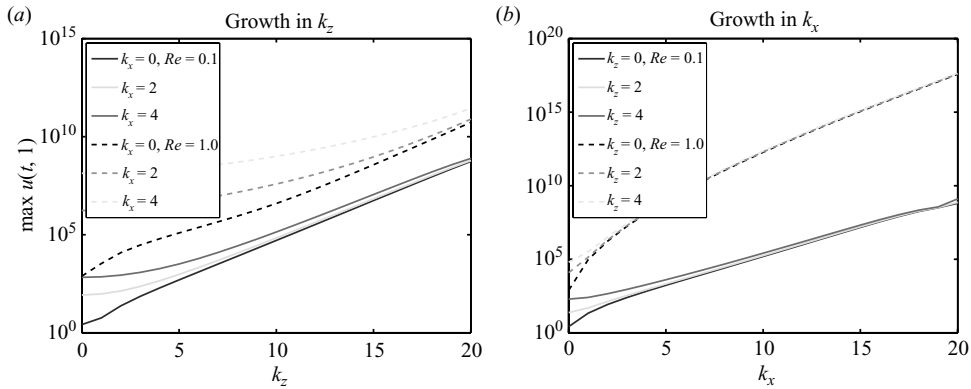 (a)
Growth in k_z
10^15
10^10
10^5
10^0
max u(t, 1)
k_x = 0, Re = 0.1
k_x = 2
k_x = 4
k_x = 0, Re = 1.0
k_x = 2
k_x = 4
0 5 10 15 20
k_z
(b)
Growth in k_x
10^20
10^15
10^10
10^5
10^0
k_z = 0, Re = 0.1
k_z = 2
k_z = 4
k_z = 0, Re = 1.0
k_z = 2
k_z = 4
0 5 10 15 20
k_x